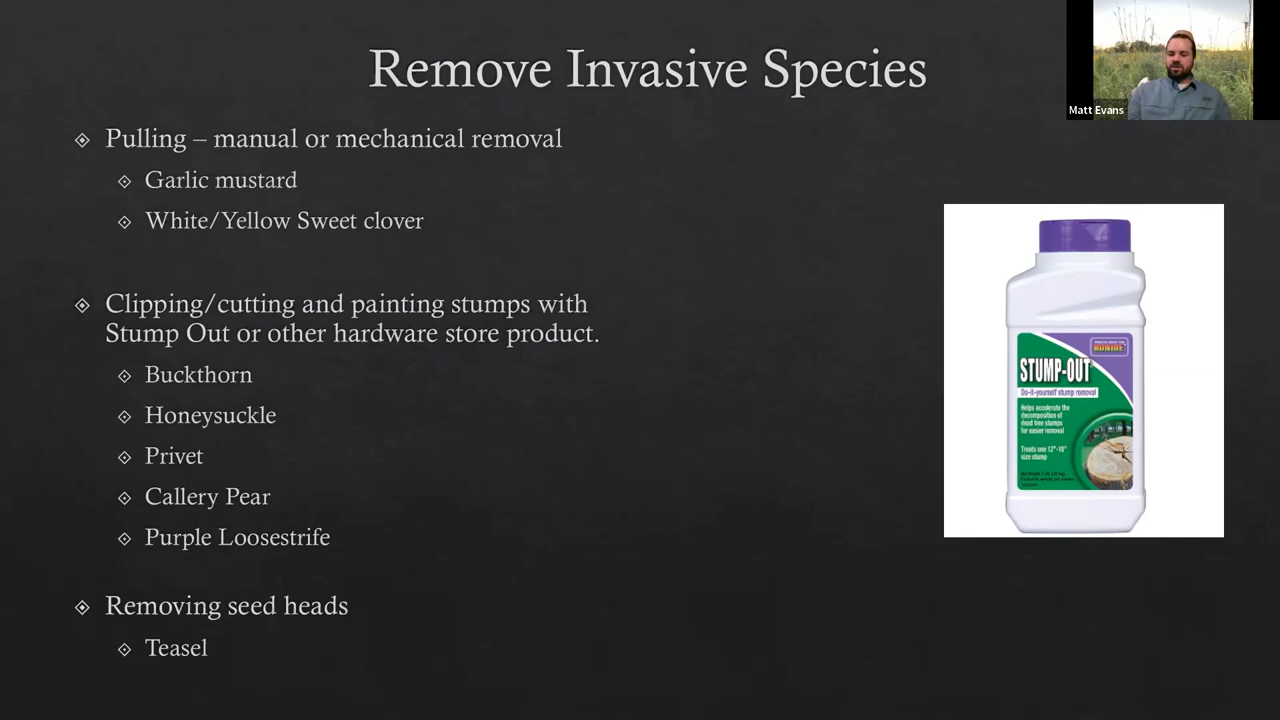 Remove Invasive Species
Matt Evans
Pulling – manual or mechanical removal
Garlic mustard
White/Yellow Sweet clover
Clipping/cutting and painting stumps with
Stump Out or other hardware store product.
Buckthorn
Honeysuckle
Privet
Callery Pear
Purple Loosestrife
Removing seed heads
Teasel
BONIDE
STUMP-OUT
Do-it-yourself stump removal
Helps accelerate the
decomposition of
dead tree stumps
for easier removal
Treats one 12"-18"
size stump